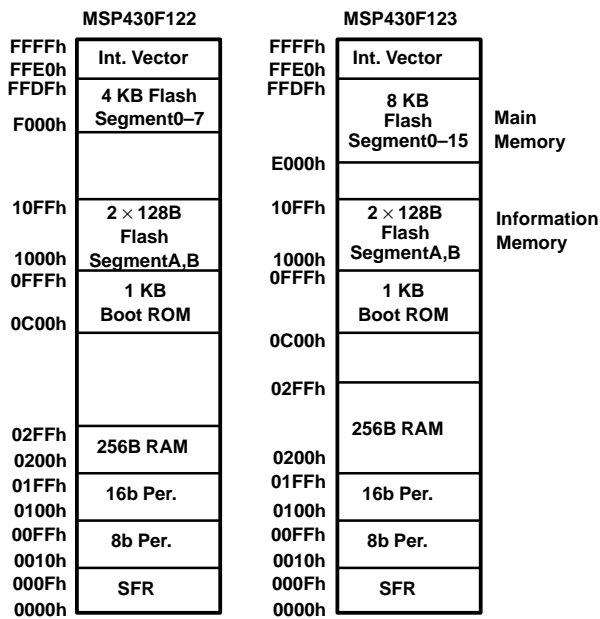 MSP430F122
FFFFh
FFE0h
Int. Vector
FFDFh
F000h
4 KB Flash
Segment0–7
10FFh
1000h
2 × 128B
Flash
SegmentA,B
0FFFh
0C00h
1 KB
Boot ROM
02FFh
0200h
256B RAM
01FFh
0100h
16b Per.
00FFh
0010h
8b Per.
000Fh
0000h
SFR
MSP430F123
FFFFh
FFE0h
Int. Vector
FFDFh
E000h
8 KB
Flash
Segment0–15
Main
Memory
10FFh
1000h
2 × 128B
Flash
SegmentA,B
Information
Memory
0FFFh
0C00h
1 KB
Boot ROM
02FFh
0200h
256B RAM
01FFh
0100h
16b Per.
00FFh
0010h
8b Per.
000Fh
0000h
SFR